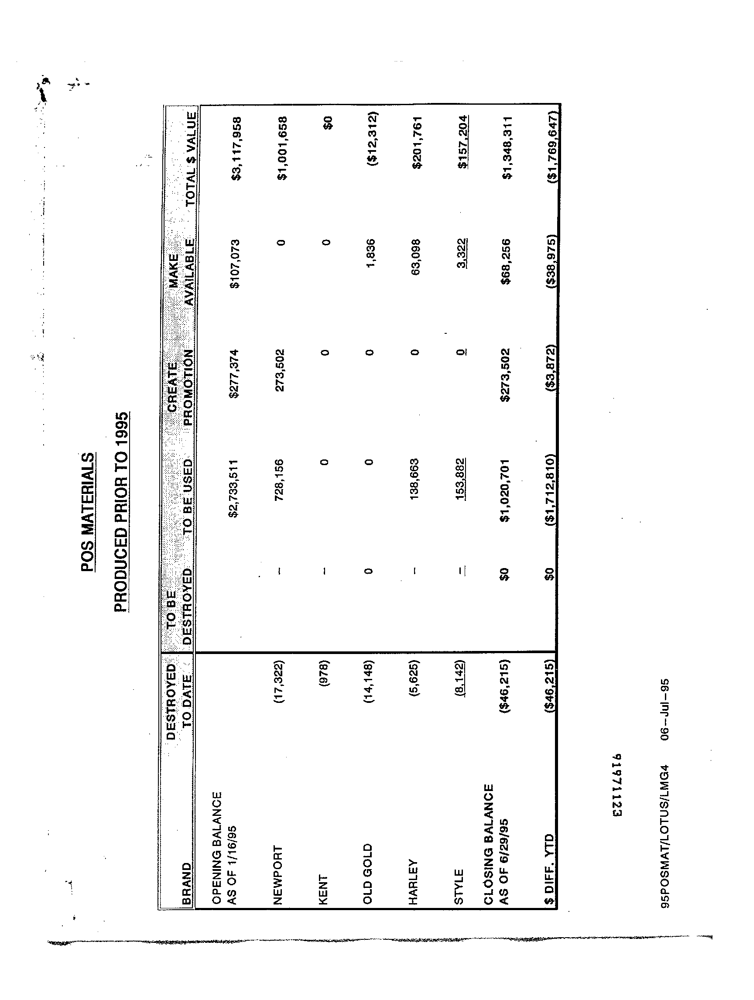 POS MATERIALS
PRODUCED PRIOR TO 1995
BRAND DESTROYED TO DATE TO BE DESTROYED TO BE USED CREATE PROMOTION MAKE AVAILABLE TOTAL $ VALUE
OPENING BALANCE
AS OF 1/16/95 $2,733,511 $277,374 $107,073 $3,117,958
NEWPORT (17,322) -- 728,156 273,502 0 $1,001,658
KENT (978) -- 0 0 0 $0
OLD GOLD (14,148) 0 0 0 1,836 ($12,312)
HARLEY (5,625) -- 138,663 0 63,098 $201,761
STYLE (8,142) -- 153,882 0 3,322 $157,204
CLOSING BALANCE
AS OF 6/29/95 ($46,215) $0 $1,020,701 $273,502 $68,256 $1,348,311
$ DIFF. YTD ($46,215) $0 ($1,712,810) ($3,872) ($38,975) ($1,769,647)
91971123
95POSMAT/LOTUS/LMG4 06-Jul-95